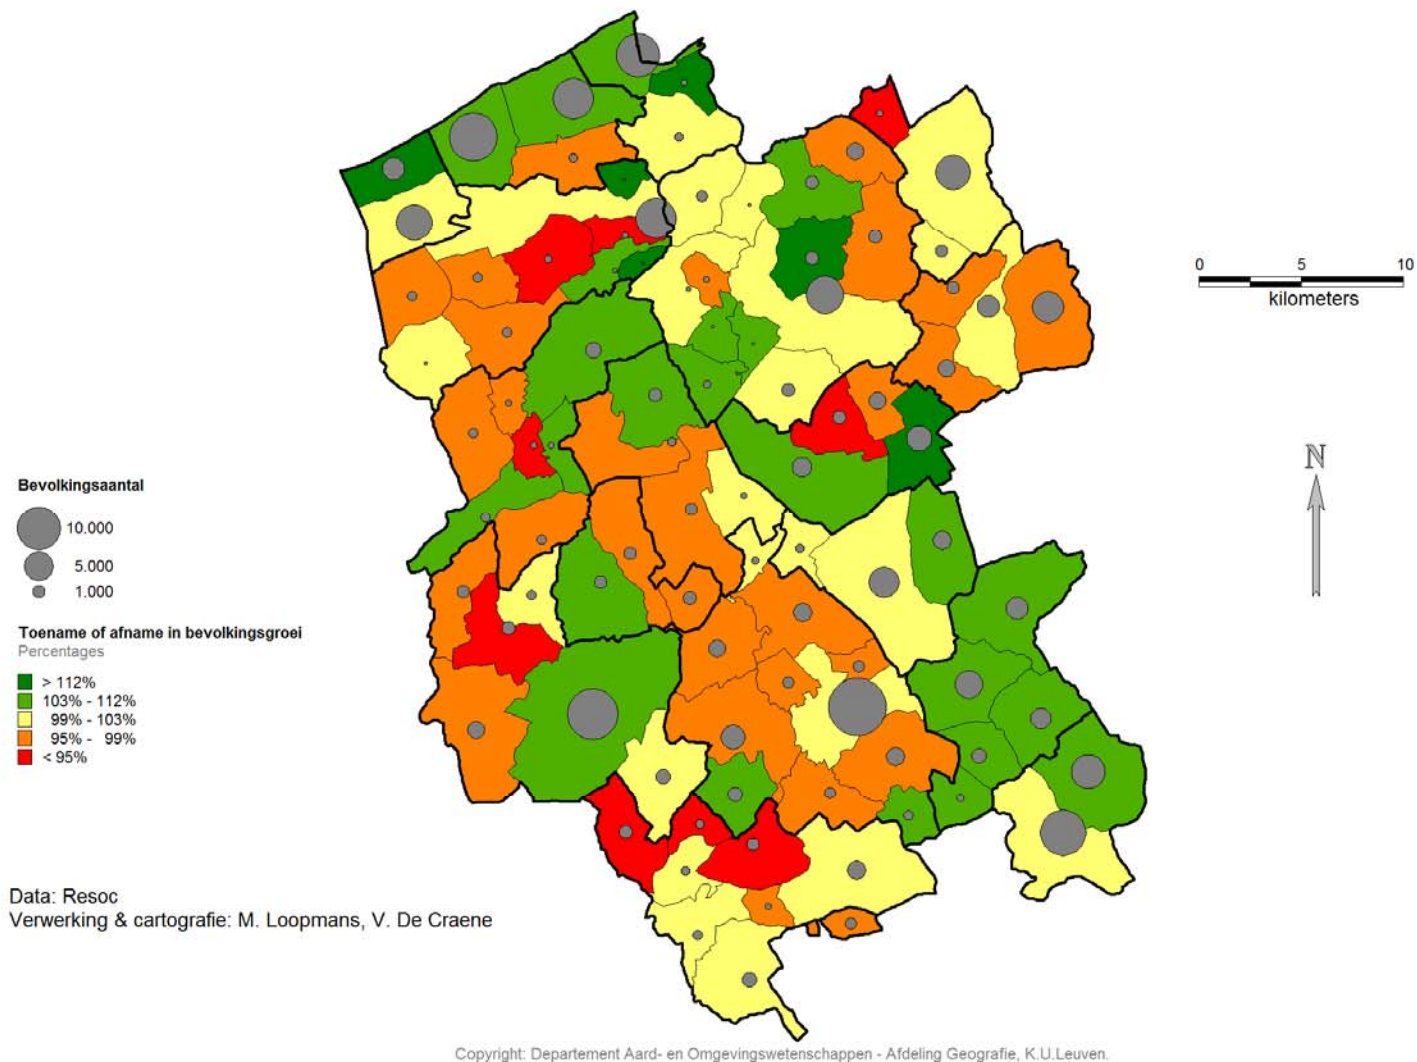 0 5 10
kilometers
N
Bevolkingsaantal
10.000
5.000
1.000
Toename of afname in bevolkingsgroei
Percentages
> 112%
103% - 112%
99% - 103%
95% - 99%
< 95%
Data: Resoc
Verwerking & cartografie: M. Loopmans, V. De Craene
Copyright: Departement Aard- en Omgevingswetenschappen - Afdeling Geografie, K.U.Leuven.